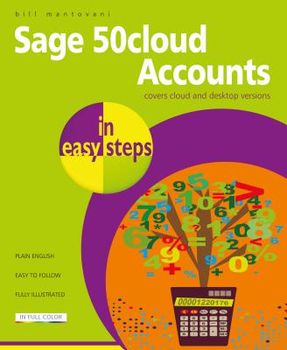 bill mantovani
Sage 50cloud
Accounts
covers cloud and desktop versions
in
easy steps
PLAIN ENGLISH
EASY TO FOLLOW
FULLY ILLUSTRATED
IN FULL COLOR
00001220176